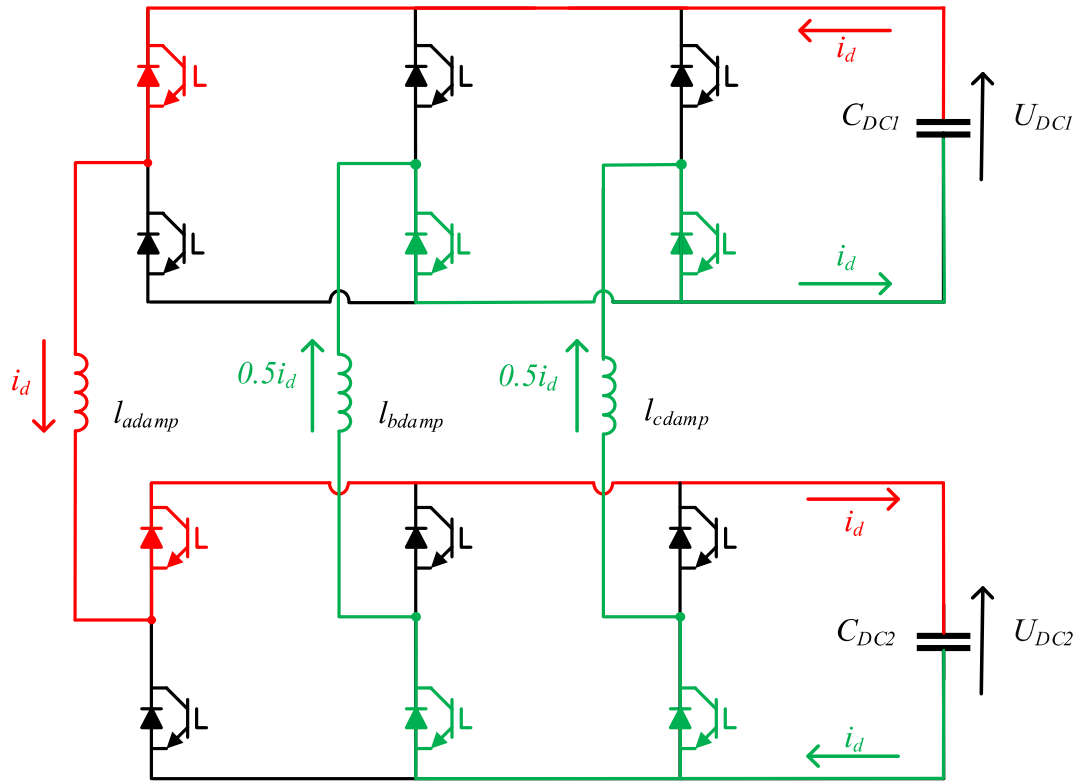 i_d
C_DC1
U_DC1
i_d
i_d
0.5i_d
0.5i_d
l_adamp
l_bdamp
l_cdamp
i_d
C_DC2
U_DC2
i_d